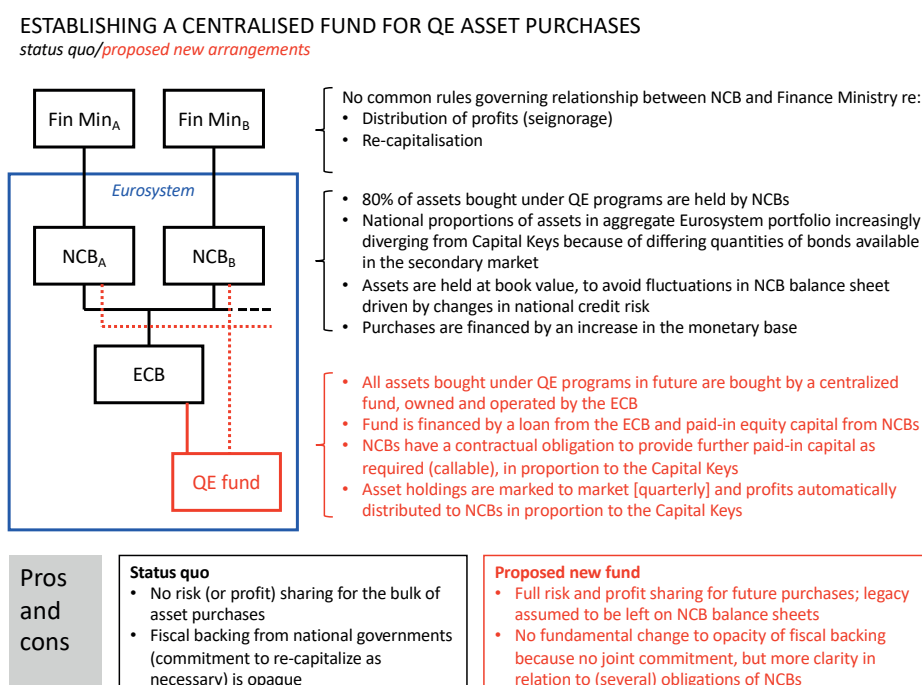 ESTABLISHING A CENTRALISED FUND FOR QE ASSET PURCHASES
status quo/proposed new arrangements
Fin MinA
Fin MinB
No common rules governing relationship between NCB and Finance Ministry re:
• Distribution of profits (seignorage)
• Re-capitalisation
Eurosystem
NCBA
NCBB
• 80% of assets bought under QE programs are held by NCBs
• National proportions of assets in aggregate Eurosystem portfolio increasingly
diverging from Capital Keys because of differing quantities of bonds available
in the secondary market
• Assets are held at book value, to avoid fluctuations in NCB balance sheet
driven by changes in national credit risk
• Purchases are financed by an increase in the monetary base
ECB
QE fund
• All assets bought under QE programs in future are bought by a centralized
fund, owned and operated by the ECB
• Fund is financed by a loan from the ECB and paid-in equity capital from NCBs
• NCBs have a contractual obligation to provide further paid-in capital as
required (callable), in proportion to the Capital Keys
• Asset holdings are marked to market [quarterly] and profits automatically
distributed to NCBs in proportion to the Capital Keys
Pros
and
cons
Status quo
• No risk (or profit) sharing for the bulk of
asset purchases
• Fiscal backing from national governments
(commitment to re-capitalize as
necessary) is opaque
Proposed new fund
• Full risk and profit sharing for future purchases; legacy
assumed to be left on NCB balance sheets
• No fundamental change to opacity of fiscal backing
because no joint commitment, but more clarity in
relation to (several) obligations of NCBs